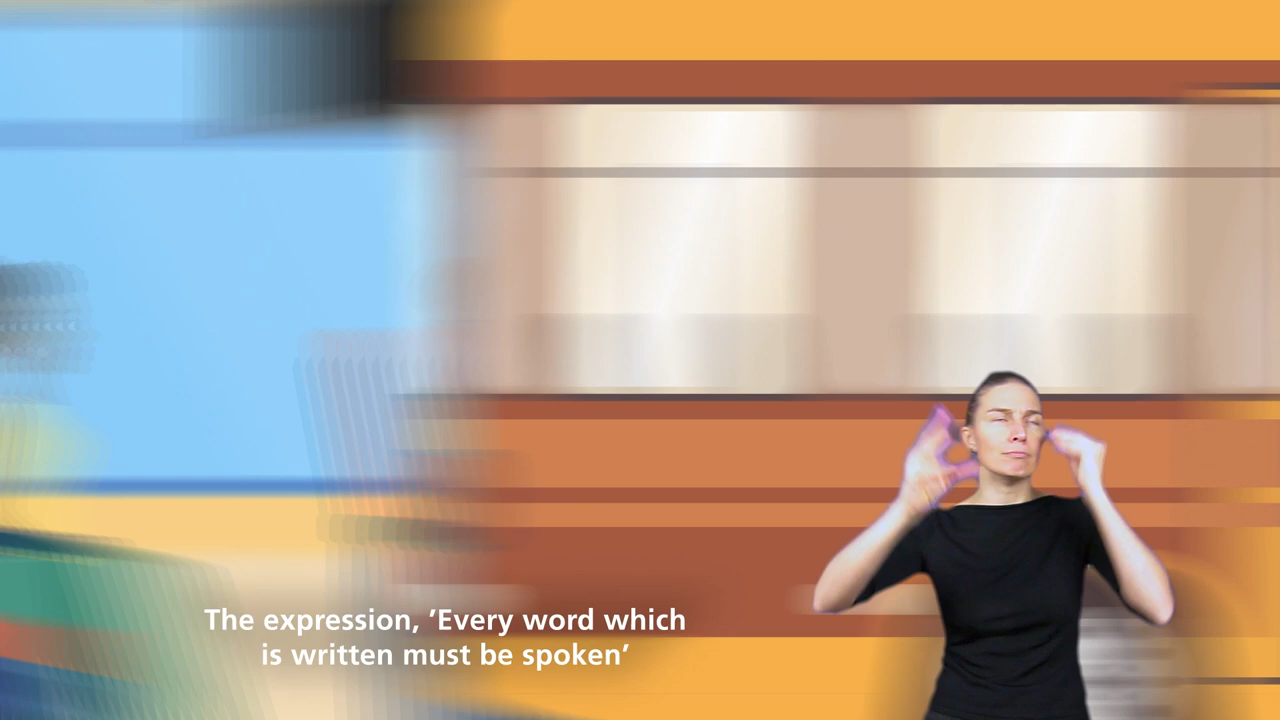 The expression, ’Every word which
is written must be spoken’